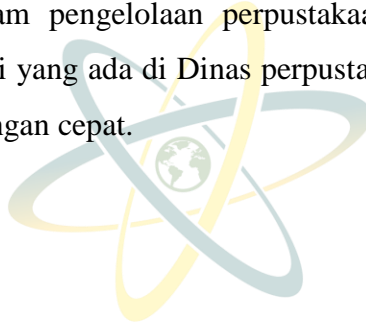 am pengelolaan perpustakaa
i yang ada di Dinas perpusta
ngan cepat.